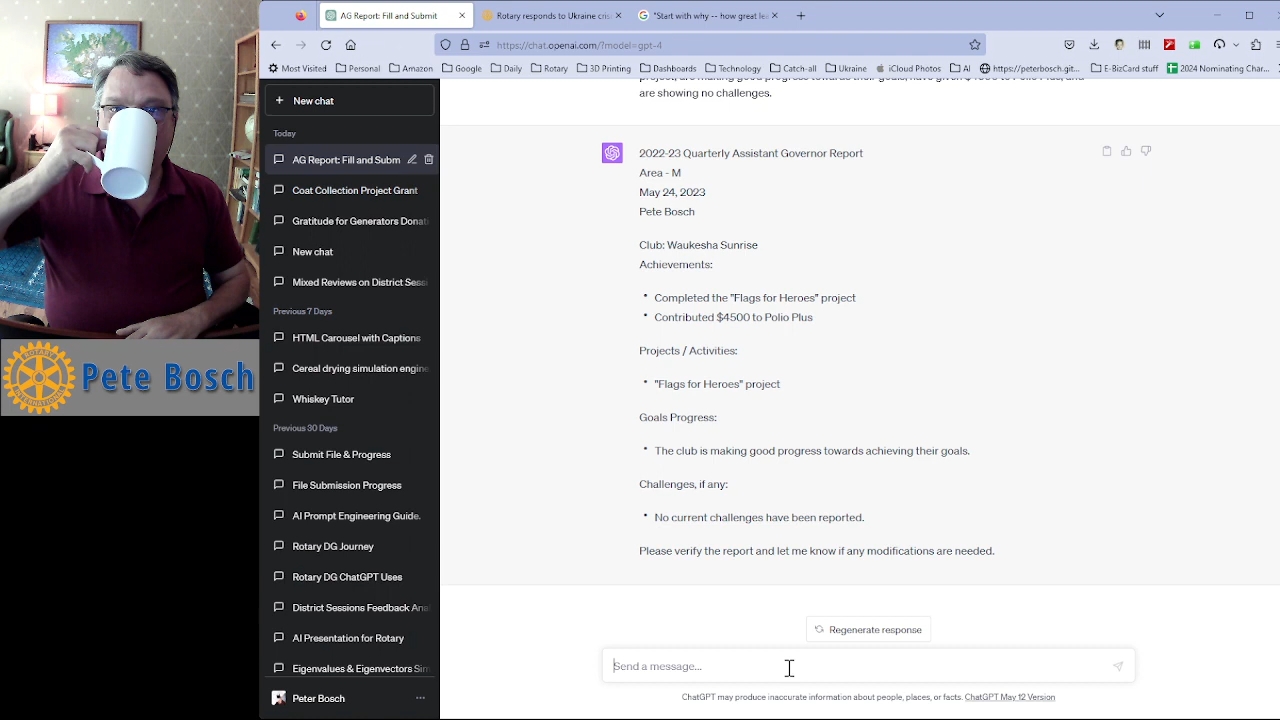 AG Report: Fill and Submit
Rotary responds to Ukraine cris
"Start with why -- how great lea
https://chat.openai.com/?model=gpt-4
Most Visited
Personal
Amazon
Google
Daily
Rotary
3D Printing
Dashboards
Technology
Catch-all
Ukraine
iCloud Photos
AI
https://peterbosch.pr...
E-BizCard stuff
2024 Nominating Char...
New chat
Today
AG Report: Fill and Subm
Coat Collection Project Grant
Gratitude for Generators Donati
New chat
Mixed Reviews on District Sessi
Previous 7 Days
HTML Carousel with Captions
Cereal drying simulation engine
Whiskey Tutor
Previous 30 Days
Submit File & Progress
File Submission Progress
AI Prompt Engineering Guide.
Rotary DG Journey
Rotary DG ChatGPT Uses
District Sessions Feedback Ana
AI Presentation for Rotary
Eigenvalues & Eigenvectors Sim
Peter Bosch
are showing no challenges.
2022-23 Quarterly Assistant Governor Report
Area - M
May 24, 2023
Pete Bosch
Club: Waukesha Sunrise
Achievements:
• Completed the "Flags for Heroes" project
• Contributed $4500 to Polio Plus
Projects / Activities:
• "Flags for Heroes" project
Goals Progress:
• The club is making good progress towards achieving their goals.
Challenges, if any:
• No current challenges have been reported.
Please verify the report and let me know if any modifications are needed.
Regenerate response
Send a message...
ChatGPT may produce inaccurate information about people, places, or facts. ChatGPT May 12 Version
ROTARY
INTERNATIONAL
Pete Bosch